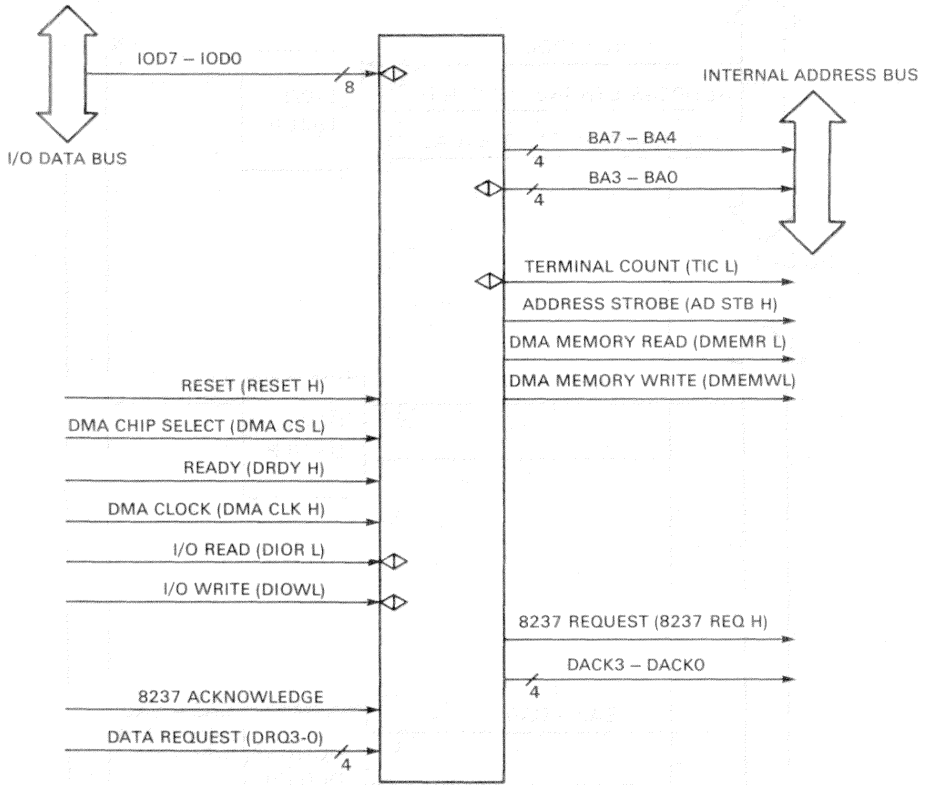 IOD7 – IOD0
8
I/O DATA BUS
INTERNAL ADDRESS BUS
BA7 – BA4
4
BA3 – BA0
4
TERMINAL COUNT (TIC L)
ADDRESS STROBE (AD STB H)
DMA MEMORY READ (DMEMR L)
DMA MEMORY WRITE (DMEMWL)
RESET (RESET H)
DMA CHIP SELECT (DMA CS L)
READY (DRDY H)
DMA CLOCK (DMA CLK H)
I/O READ (DIOR L)
I/O WRITE (DIOWL)
8237 REQUEST (8237 REQ H)
DACK3 – DACK0
4
8237 ACKNOWLEDGE
DATA REQUEST (DRQ3-0)
4